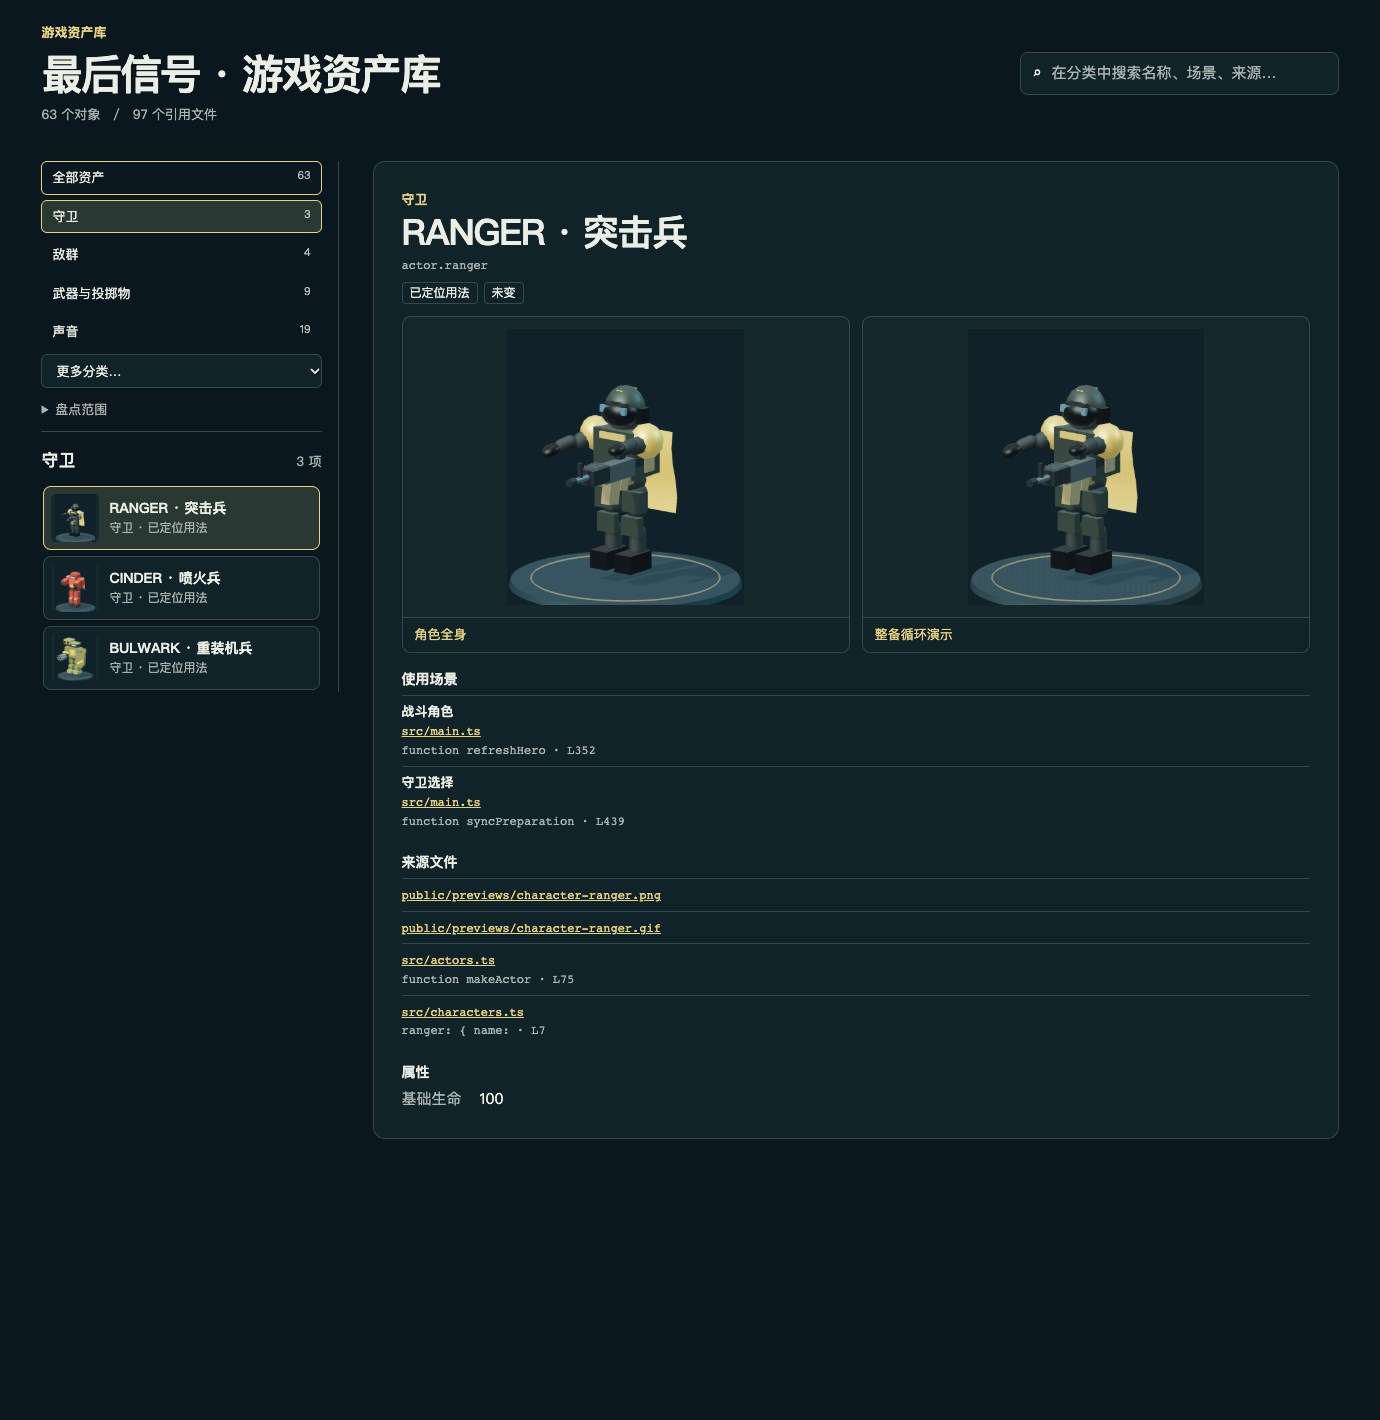 游戏资产库
最后信号 · 游戏资产库
63 个对象 / 97 个引用文件
在分类中搜索名称、场景、来源...
全部资产 63
守卫 3
敌群 4
武器与投掷物 9
声音 19
更多分类...
盘点范围
守卫 3 项
RANGER · 突击兵
守卫 · 已定位用法
CINDER · 喷火兵
守卫 · 已定位用法
BULWARK · 重装机兵
守卫 · 已定位用法
守卫
RANGER · 突击兵
actor.ranger
已定位用法 未变
角色全身
整备循环演示
使用场景
战斗角色
src/main.ts
function refreshHero · L352
守卫选择
src/main.ts
function syncPreparation · L439
来源文件
public/previews/character-ranger.png
public/previews/character-ranger.gif
src/actors.ts
function makeActor · L75
src/characters.ts
ranger: { name: · L7
属性
基础生命 100